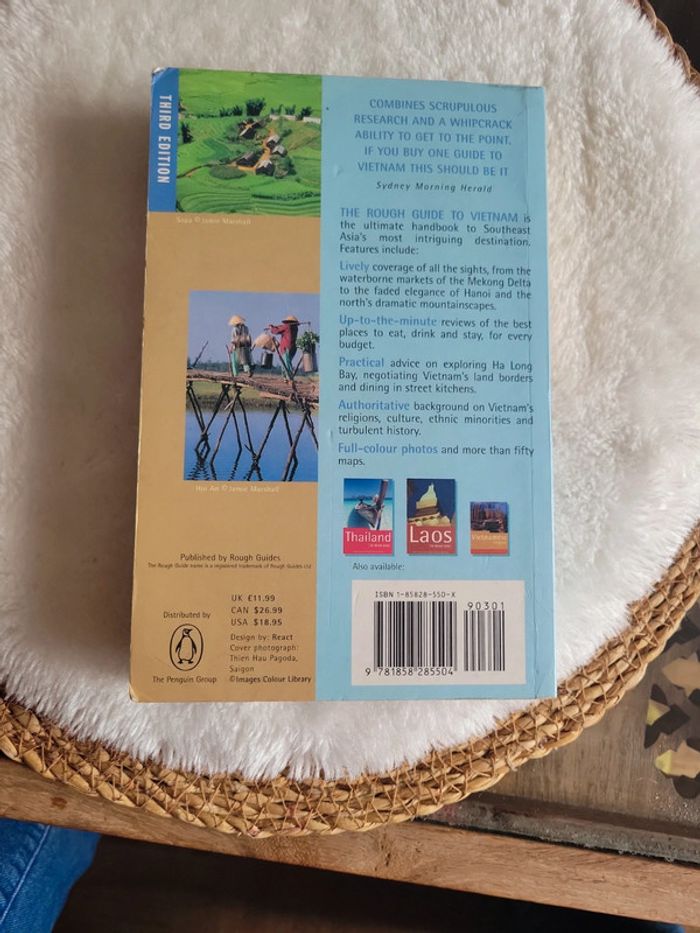 THIRD EDITION
Sapa © Jamie Marshall
COMBINES SCRUPULOUS
RESEARCH AND A WHIPCRACK
ABILITY TO GET TO THE POINT.
IF YOU BUY ONE GUIDE TO
VIETNAM THIS SHOULD BE IT
Sydney Morning Herald
THE ROUGH GUIDE TO VIETNAM is
the ultimate handbook to Southeast
Asia's most intriguing destination.
Features include:
Lively coverage of all the sights, from the
waterborne markets of the Mekong Delta
to the faded elegance of Hanoi and the
north's dramatic mountainscapes.
Up-to-the-minute reviews of the best
places to eat, drink and stay, for every
budget.
Practical advice on exploring Ha Long
Bay, negotiating Vietnam's land borders
and dining in street kitchens.
Authoritative background on Vietnam's
religions, culture, ethnic minorities and
turbulent history.
Full-colour photos and more than fifty
maps.
Hoi An © Jamie Marshall
Thailand
Laos
Vietnamese
Also available:
Published by Rough Guides
The Rough Guide name is a registered trademark of Rough Guides Ltd
UK £11.99
CAN $26.99
USA $18.95
Distributed by
The Penguin Group
Design by: React
Cover photograph:
Thien Hau Pagoda,
Saigon
©Images Colour Library
ISBN 1-85828-550-X
90301
9 781858 285504